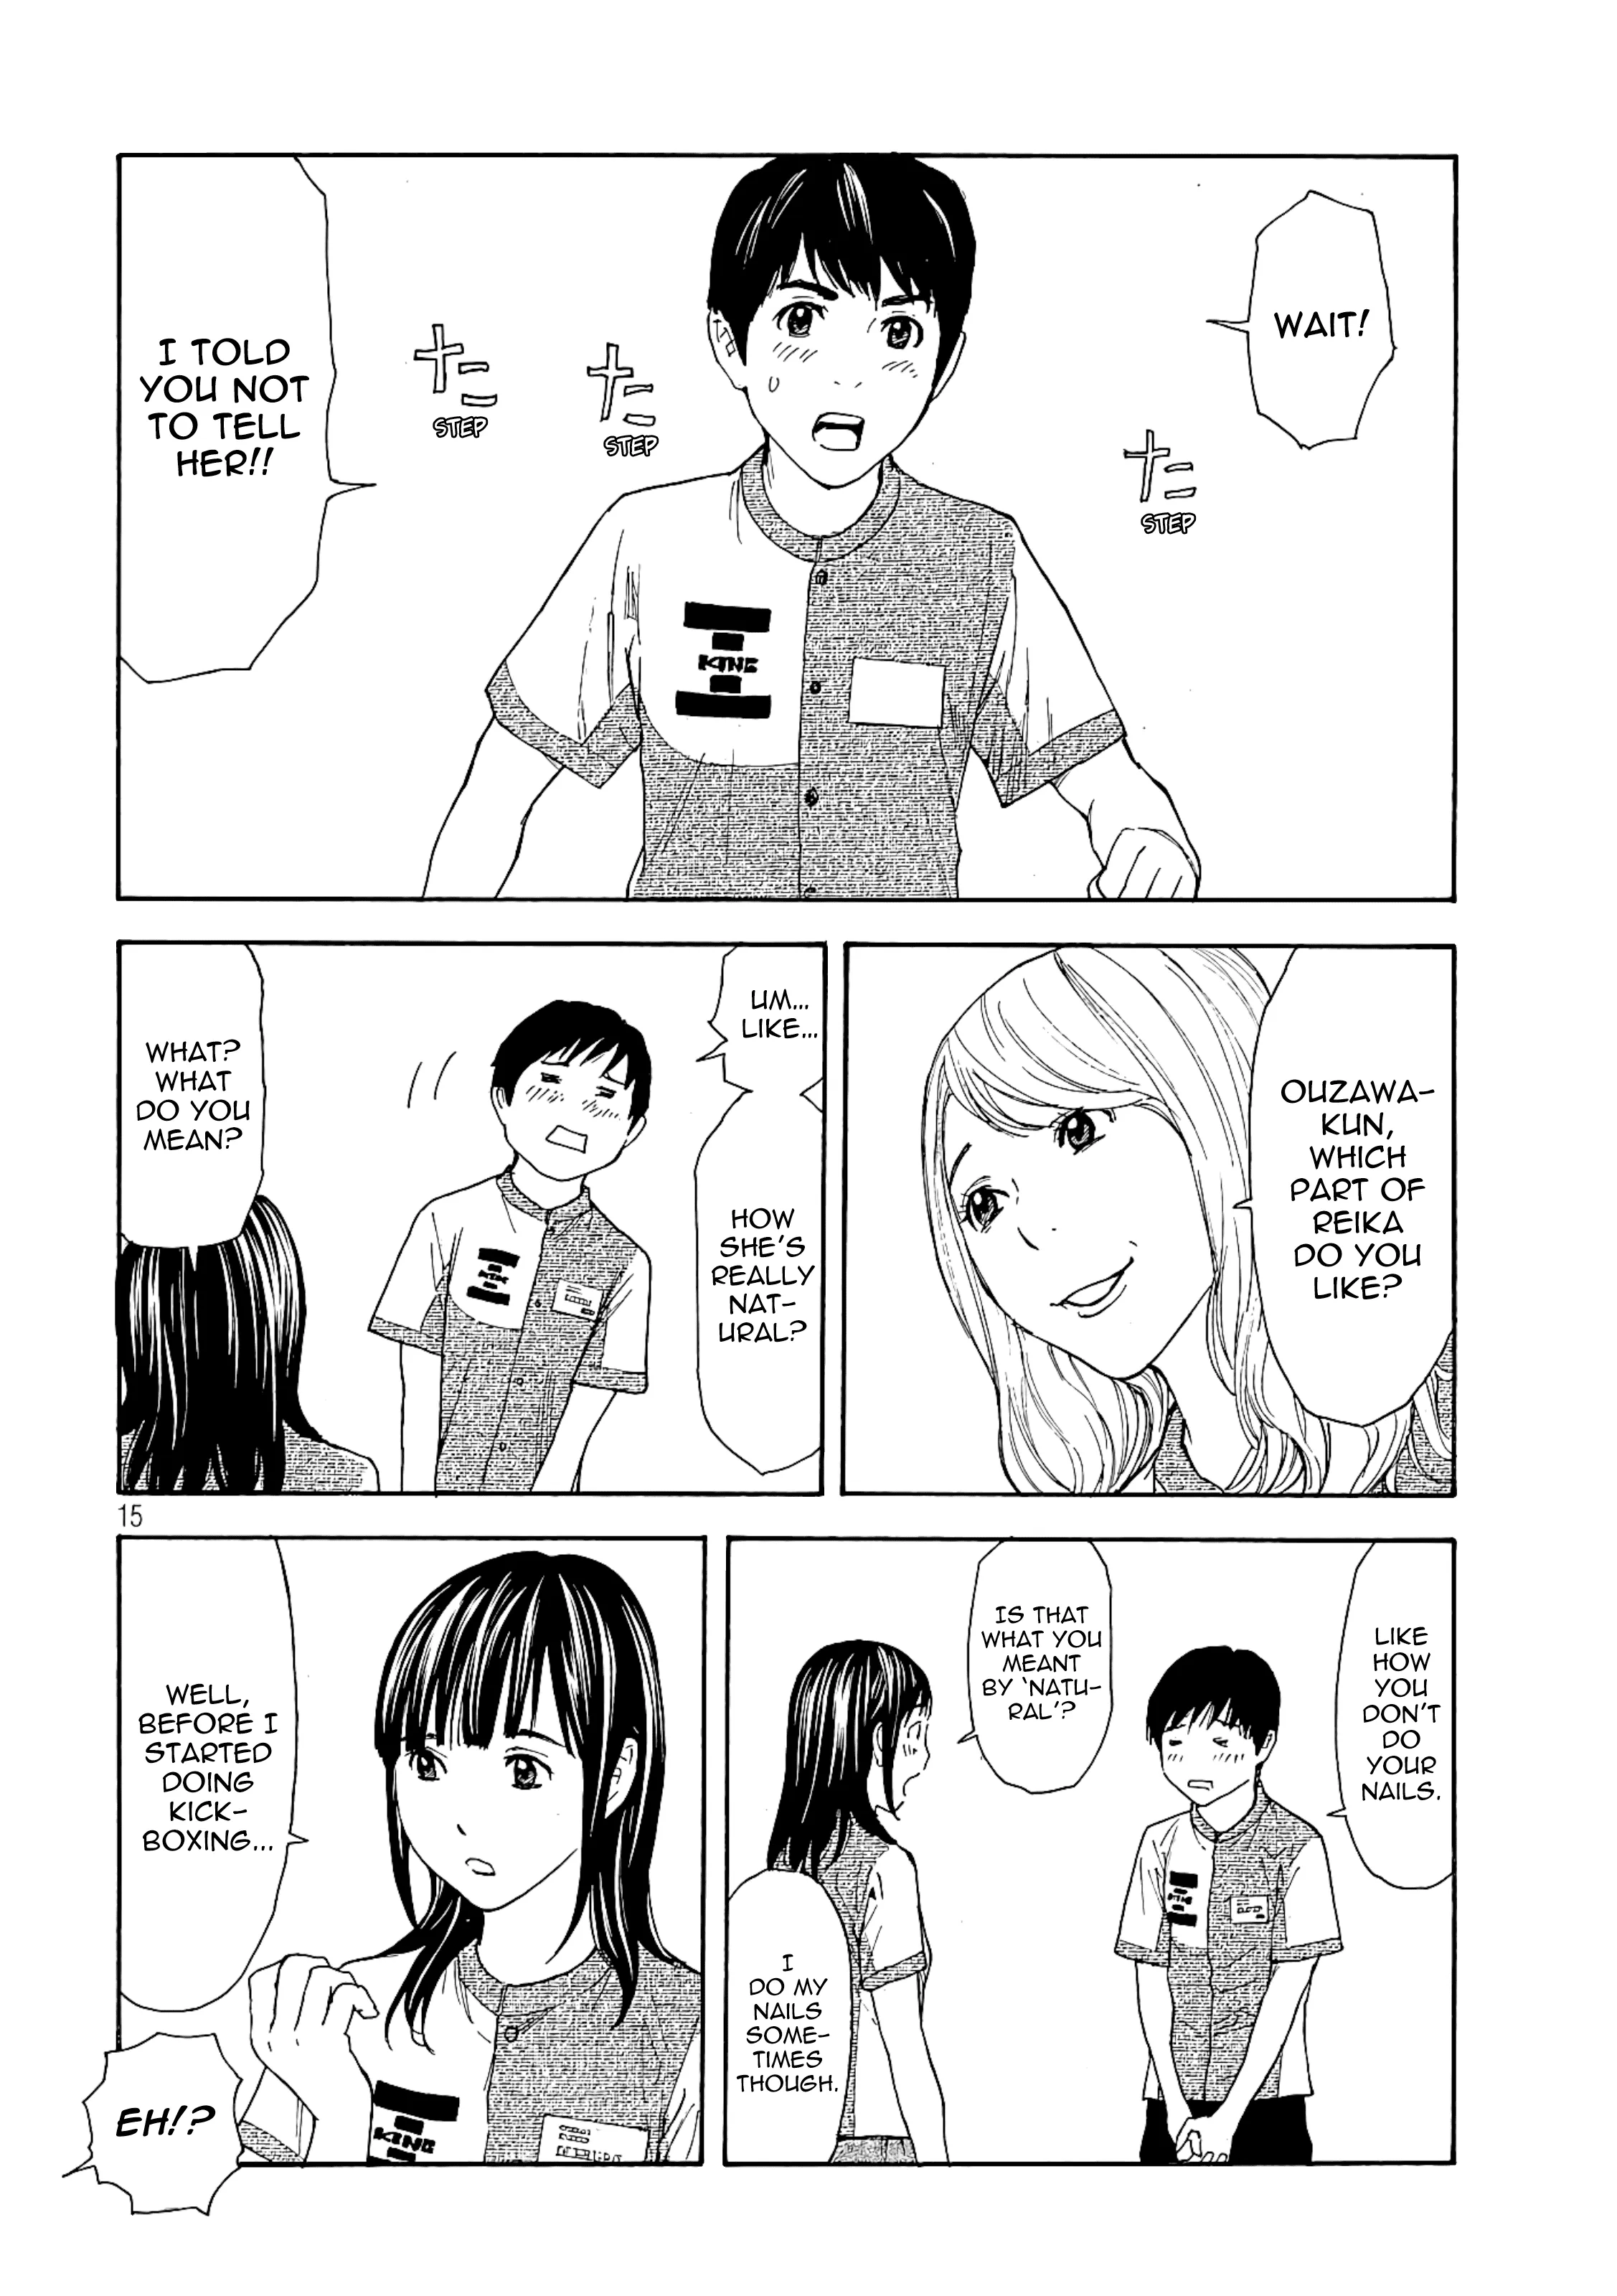 WAIT!
た
STEP
た
STEP
た
STEP
I TOLD
YOU NOT
TO TELL
HER!!
KING
OUZAWA-
KUN,
WHICH
PART OF
REIKA
DO YOU
LIKE?
UM...
LIKE...
HOW
SHE'S
REALLY
NAT-
URAL?
WHAT?
WHAT
DO YOU
MEAN?
KING
15
LIKE
HOW
YOU
DON'T
DO
YOUR
NAILS.
IS THAT
WHAT YOU
MEANT
BY 'NATU-
RAL'?
KING
I
DO MY
NAILS
SOME-
TIMES
THOUGH.
WELL,
BEFORE I
STARTED
DOING
KICK-
BOXING...
KING
EH!?